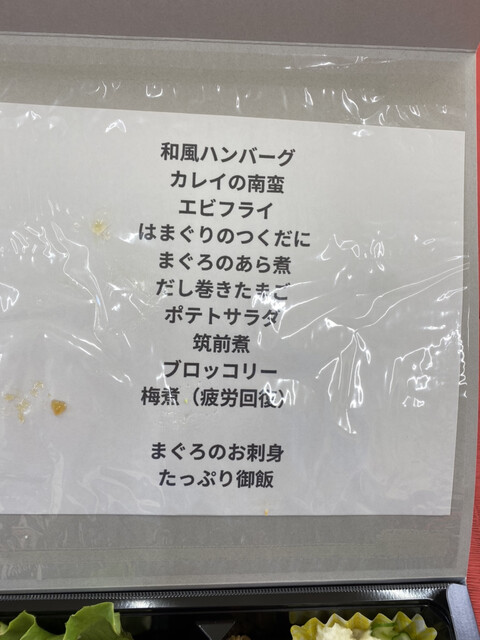 和風ハンバーグ
カレイの南蛮
エビフライ
はまぐりのつくだに
まぐろのあら煮
だし巻きたまご
ポテトサラダ
筑前煮
ブロッコリー
梅煮（疲労回復）
まぐろのお刺身
たっぷり御飯